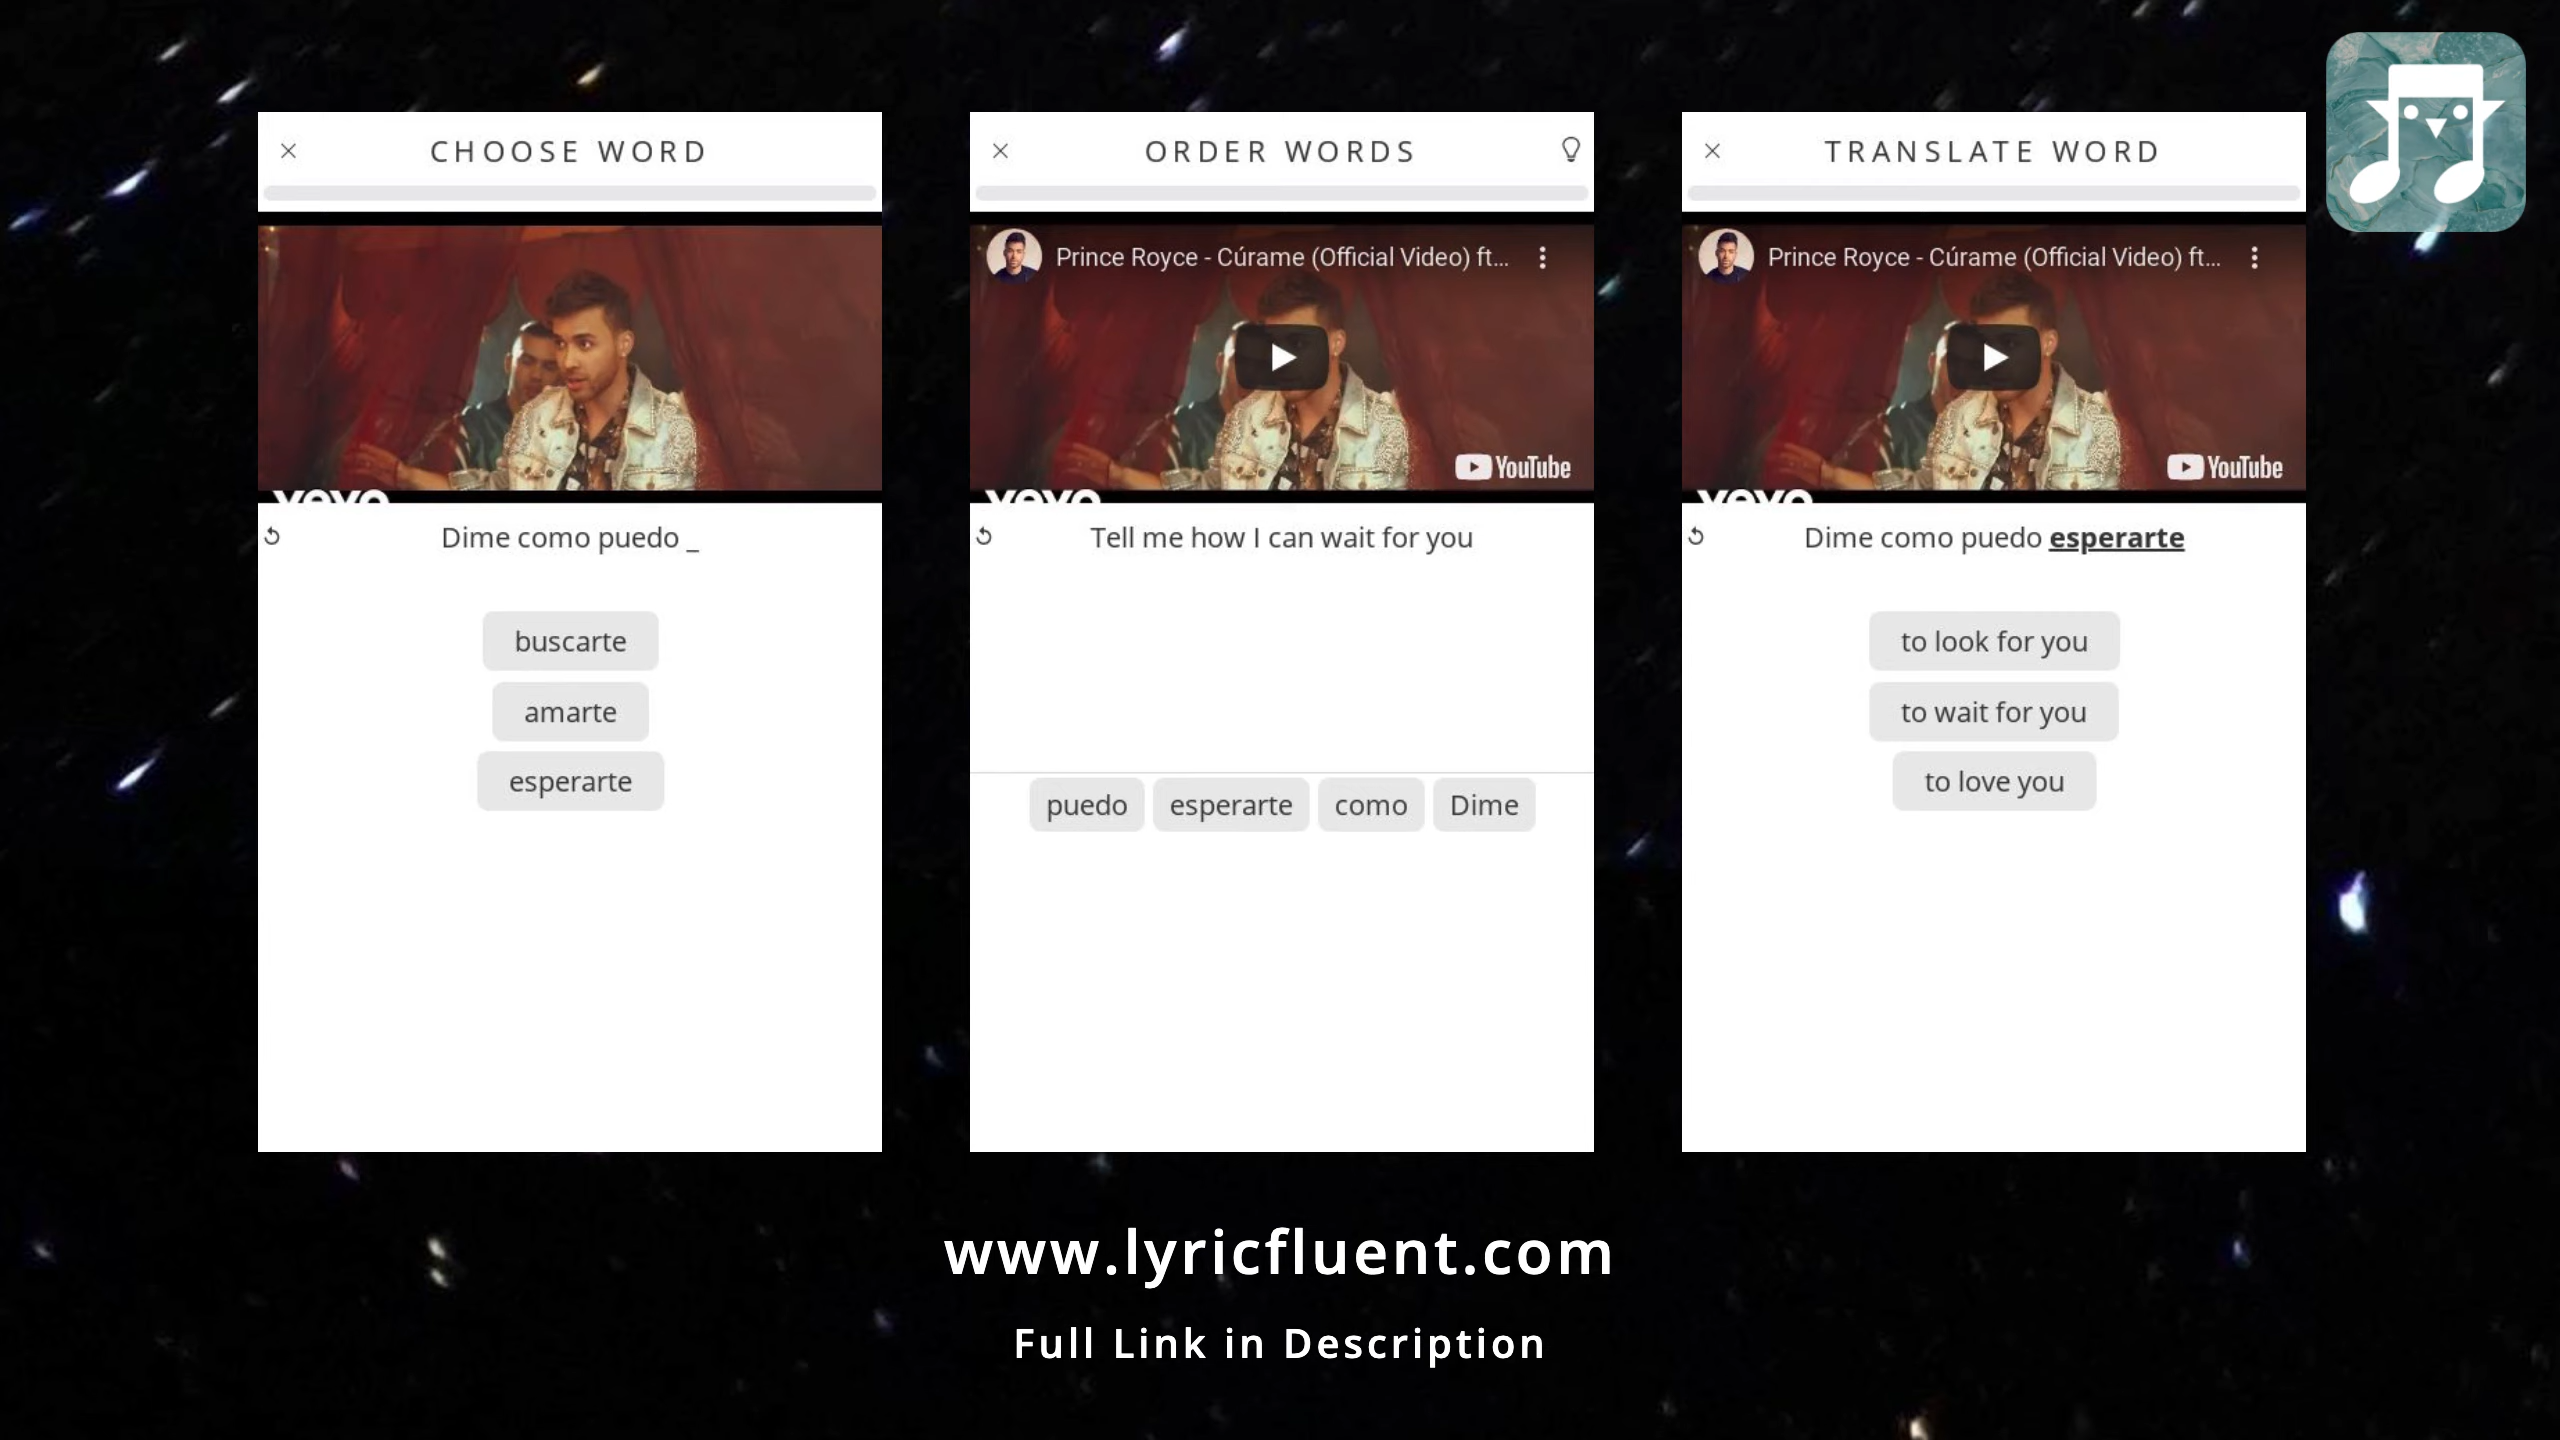 CHOOSE WORD
Dime como puedo _
buscarte
amarte
esperarte
ORDER WORDS
Prince Royce - Cúrame (Official Video) ft...
YouTube
vevo
Tell me how I can wait for you
puedo esperarte como Dime
TRANSLATE WORD
Prince Royce - Cúrame (Official Video) ft...
YouTube
vevo
Dime como puedo esperarte
to look for you
to wait for you
to love you
www.lyricfluent.com
Full Link in Description